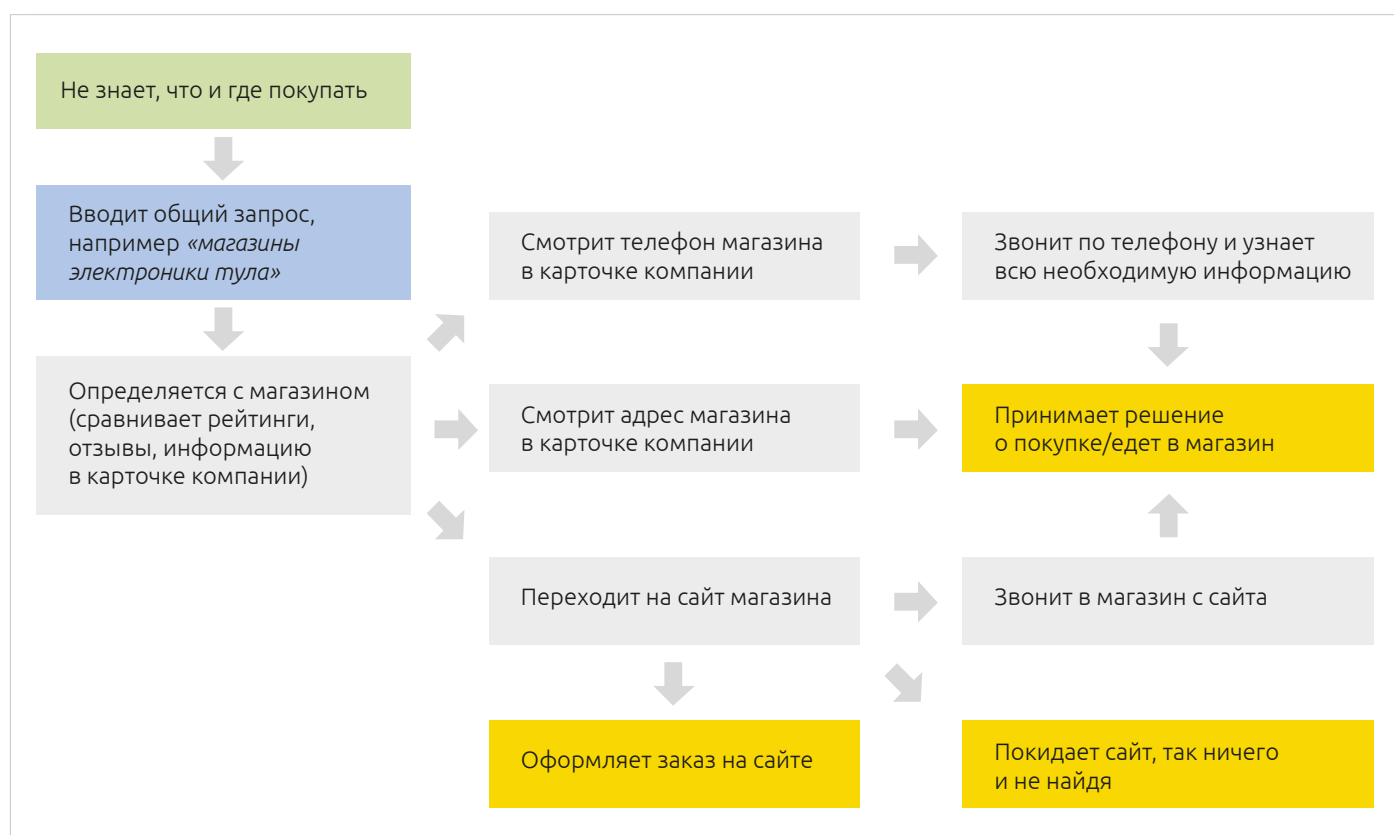 Не знает, что и где покупать
Вводит общий запрос,
например «магазины
электроники тула»
Смотрит телефон магазина
в карточке компании
Звонит по телефону и узнает
всю необходимую информацию
Определяется с магазином
(сравнивает рейтинги,
отзывы, информацию
в карточке компании)
Смотрит адрес магазина
в карточке компании
Принимает решение
о покупке/едет в магазин
Переходит на сайт магазина
Звонит в магазин с сайта
Оформляет заказ на сайте
Покидает сайт, так ничего
и не найдя